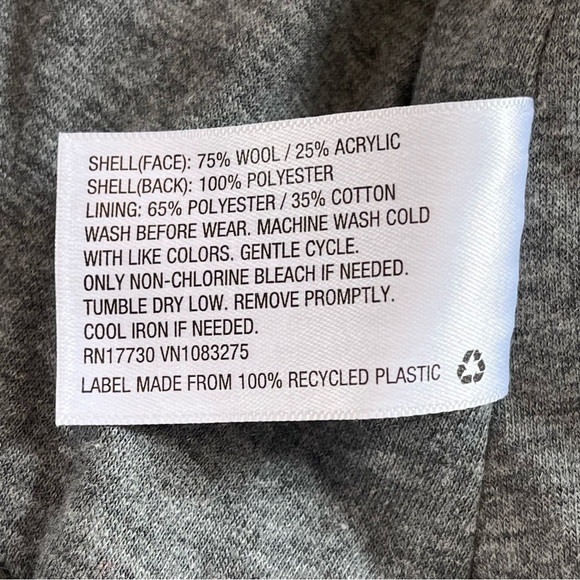 SHELL(FACE): 75% WOOL / 25% ACRYLIC
SHELL(BACK): 100% POLYESTER
LINING: 65% POLYESTER / 35% COTTON
WASH BEFORE WEAR. MACHINE WASH COLD
WITH LIKE COLORS. GENTLE CYCLE.
ONLY NON-CHLORINE BLEACH IF NEEDED.
TUMBLE DRY LOW. REMOVE PROMPTLY.
COOL IRON IF NEEDED.
RN17730 VN1083275
LABEL MADE FROM 100% RECYCLED PLASTIC